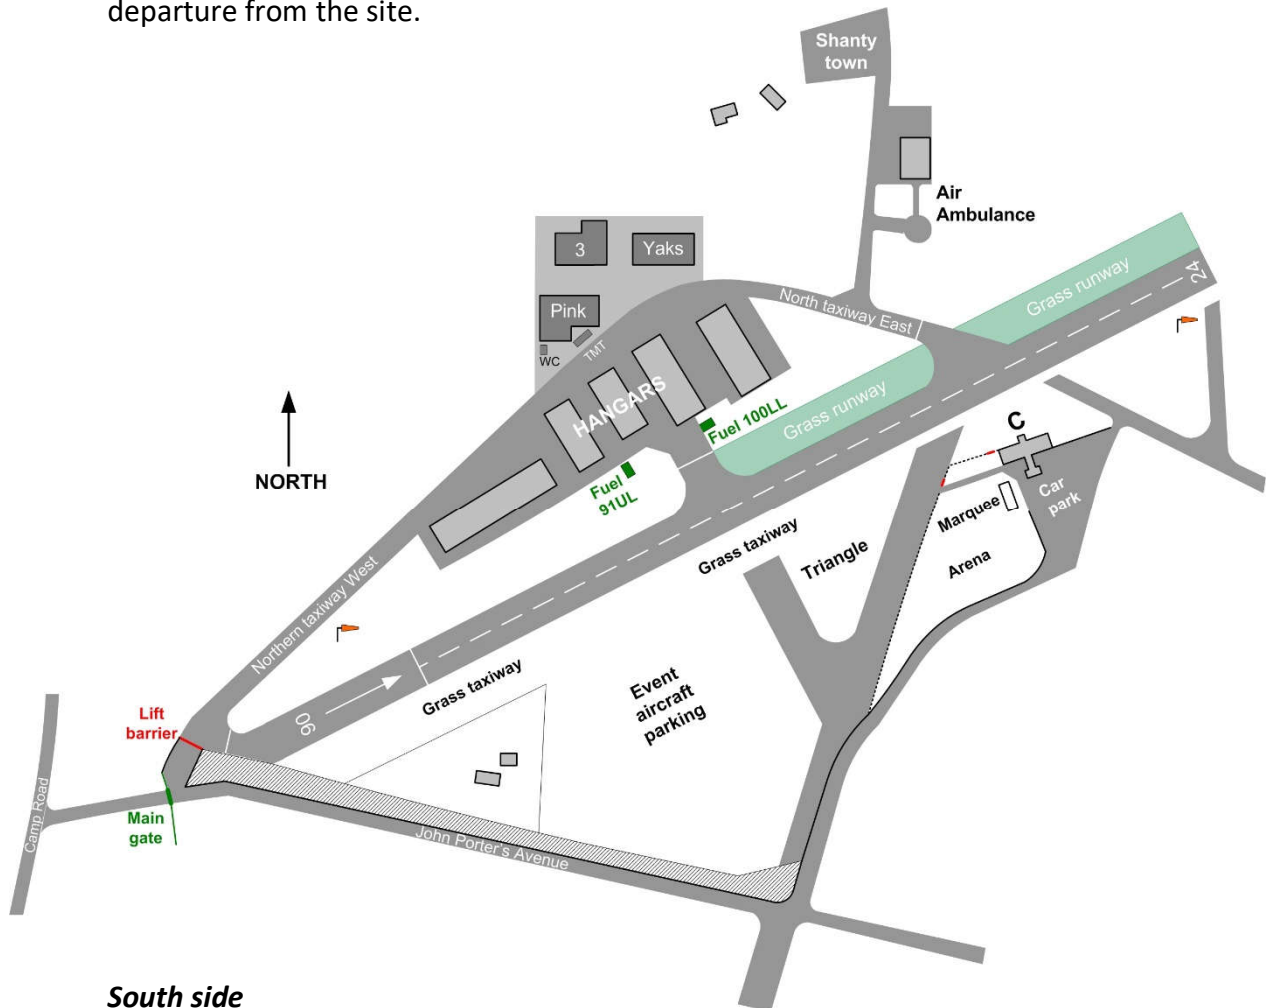 departure from the site.
Shanty
town
Air
Ambulance
3
Yaks
Pink
WC
TMT
HANGARS
North taxiway East
Grass runway
24
Fuel 100LL
Grass runway
NORTH
Fuel
91UL
C
Car
park
Marquee
Arena
Grass taxiway
Triangle
Northern taxiway West
Grass taxiway
Event
aircraft
parking
06
Lift
barrier
Main
gate
Camp Road
John Porter's Avenue
South side